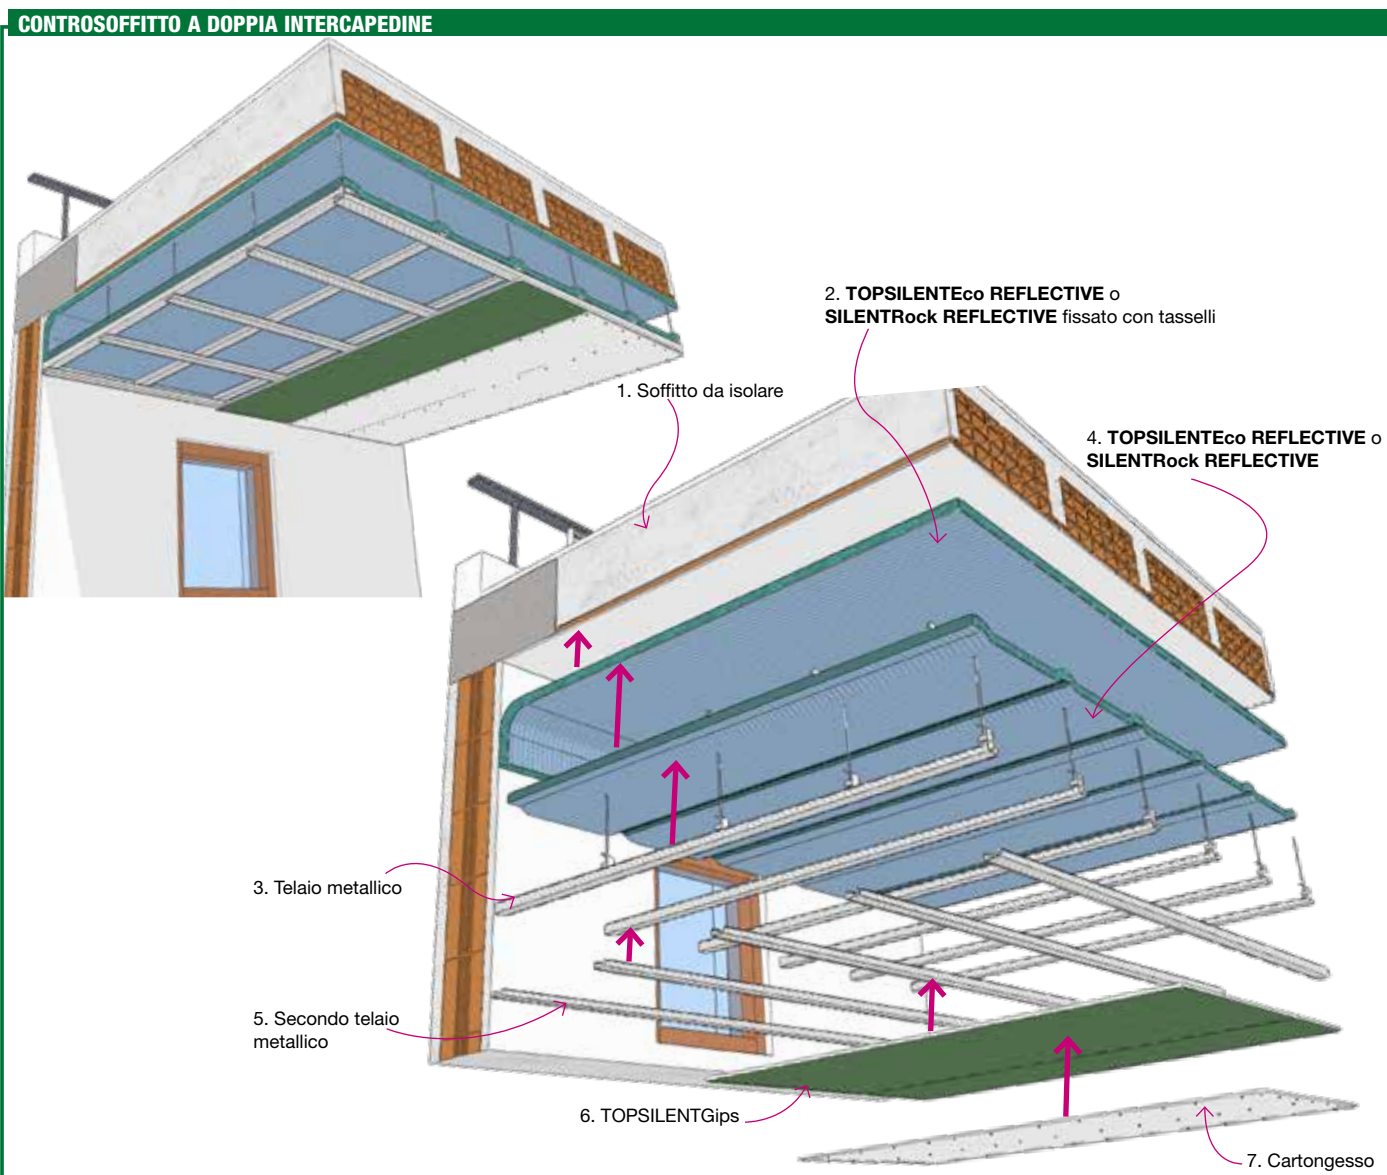 CONTROSOFFITTO A DOPPIA INTERCAPEDINE
2. TOPSILENTEco REFLECTIVE o
SILENTRock REFLECTIVE fissato con tasselli
1. Soffitto da isolare
4. TOPSILENTEco REFLECTIVE o
SILENTRock REFLECTIVE
3. Telaio metallico
5. Secondo telaio
metallico
6. TOPSILENTGips
7. Cartongesso